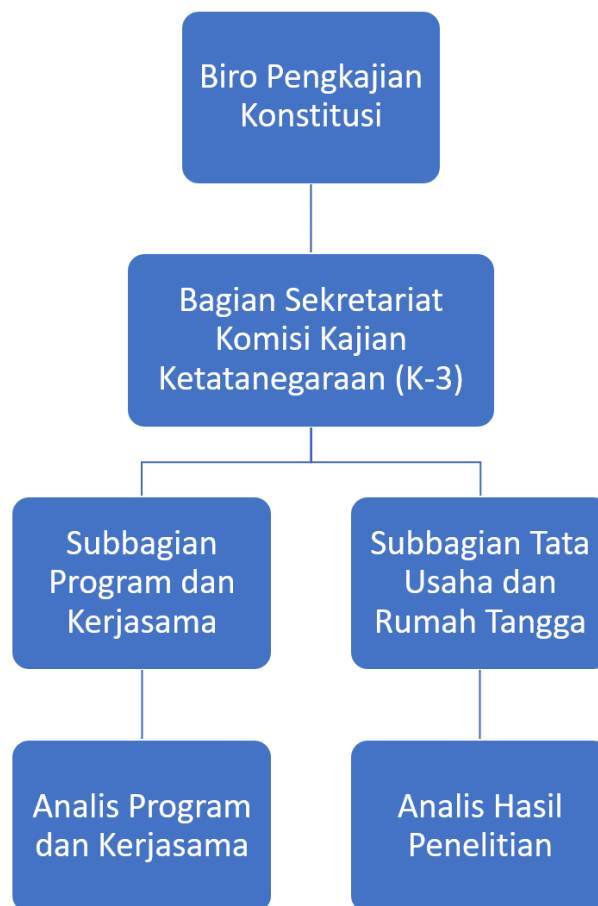 Biro Pengkajian
Konstitusi
Bagian Sekretariat
Komisi Kajian
Ketatanegaraan (K-3)
Subbagian
Program dan
Kerjasama
Subbagian Tata
Usaha dan
Rumah Tangga
Analis Program
dan Kerjasama
Analis Hasil
Penelitian